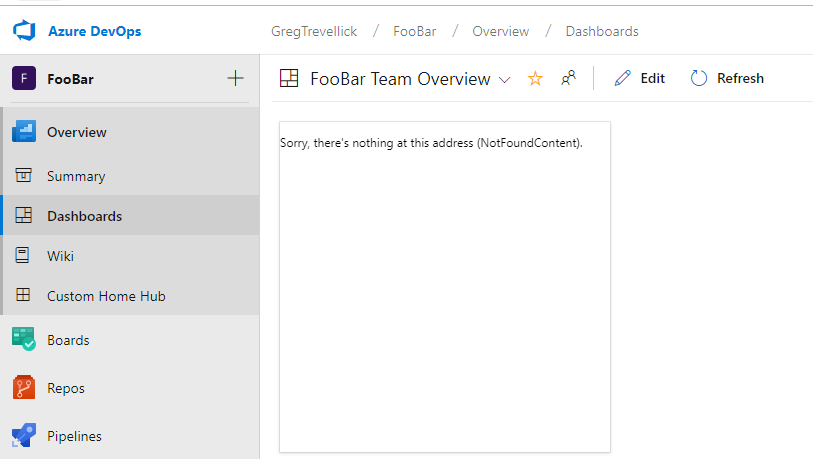 Azure DevOps
GregTrevellick / FooBar / Overview / Dashboards
F FooBar
FooBar Team Overview Edit Refresh
Overview
Sorry, there's nothing at this address (NotFoundContent).
Summary
Dashboards
Wiki
Custom Home Hub
Boards
Repos
Pipelines